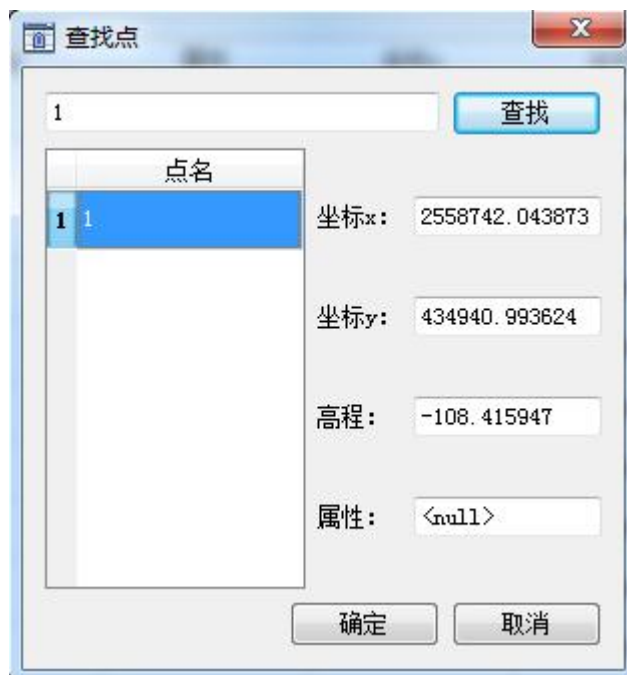 查找点
1
查找
点名
1 1
坐标x： 2558742.043873
坐标y： 434940.993624
高程： -108.415947
属性： <null>
确定
取消